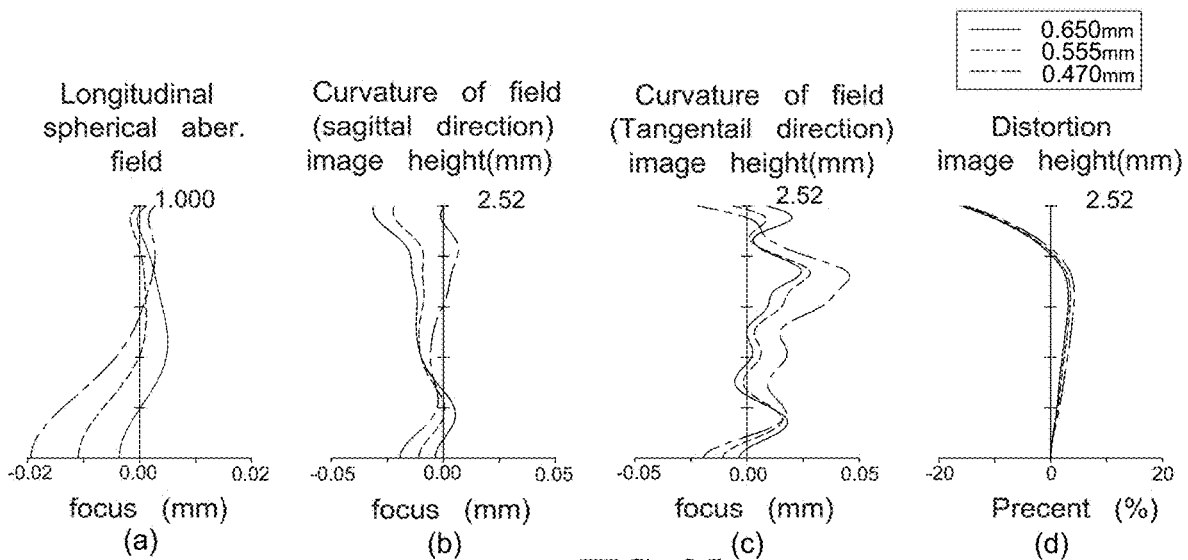 0.650mm
0.555mm
0.470mm
Longitudinal
spherical aber.
field
1.000
-0.02
0.00
0.02
focus (mm)
(a)
Curvature of field
(sagittal direction)
image height(mm)
2.52
-0.05
0.00
0.05
focus (mm)
(b)
Curvature of field
(Tangentail direction)
image height(mm)
2.52
-0.05
0.00
0.05
focus (mm)
(c)
Distortion
image height(mm)
2.52
-20
0
20
Precent (%)
(d)